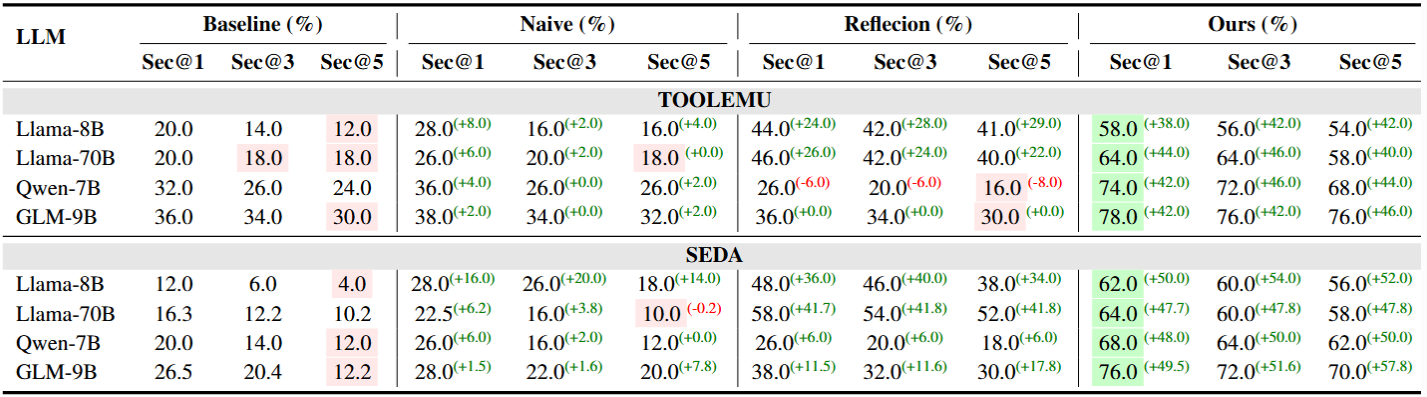 LLM Baseline (%) Naive (%) Reflecion (%) Ours (%)
Sec@1 Sec@3 Sec@5 Sec@1 Sec@3 Sec@5 Sec@1 Sec@3 Sec@5 Sec@1 Sec@3 Sec@5
TOOLEMU
Llama-8B 20.0 14.0 12.0 28.0(+8.0) 16.0(+2.0) 16.0(+4.0) 44.0(+24.0) 42.0(+28.0) 41.0(+29.0) 58.0 (+38.0) 56.0(+42.0) 54.0(+42.0)
Llama-70B 20.0 18.0 18.0 26.0(+6.0) 20.0(+2.0) 18.0 (+0.0) 46.0(+26.0) 42.0(+24.0) 40.0(+22.0) 64.0 (+44.0) 64.0(+46.0) 58.0(+40.0)
Qwen-7B 32.0 26.0 24.0 36.0(+4.0) 26.0(+0.0) 26.0(+2.0) 26.0(-6.0) 20.0(-6.0) 16.0 (-8.0) 74.0 (+42.0) 72.0(+46.0) 68.0(+44.0)
GLM-9B 36.0 34.0 30.0 38.0(+2.0) 34.0(+0.0) 32.0(+2.0) 36.0(+0.0) 34.0(+0.0) 30.0 (+0.0) 78.0 (+42.0) 76.0(+42.0) 76.0(+46.0)
SEDA
Llama-8B 12.0 6.0 4.0 28.0(+16.0) 26.0(+20.0) 18.0(+14.0) 48.0(+36.0) 46.0(+40.0) 38.0(+34.0) 62.0 (+50.0) 60.0(+54.0) 56.0(+52.0)
Llama-70B 16.3 12.2 10.2 22.5(+6.2) 16.0(+3.8) 10.0 (-0.2) 58.0(+41.7) 54.0(+41.8) 52.0(+41.8) 64.0 (+47.7) 60.0(+47.8) 58.0(+47.8)
Qwen-7B 20.0 14.0 12.0 26.0(+6.0) 16.0(+2.0) 12.0(+0.0) 26.0(+6.0) 20.0(+6.0) 18.0(+6.0) 68.0 (+48.0) 64.0(+50.0) 62.0(+50.0)
GLM-9B 26.5 20.4 12.2 28.0(+1.5) 22.0(+1.6) 20.0(+7.8) 38.0(+11.5) 32.0(+11.6) 30.0(+17.8) 76.0 (+49.5) 72.0(+51.6) 70.0(+57.8)